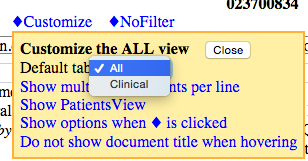 023700834
♦Customize ♦NoFilter
Customize the ALL view Close
Default tab ✓ All
Clinical
Show mult nts per line
Show PatientsView
Show options when ♦ is clicked
Do not show document title when hovering